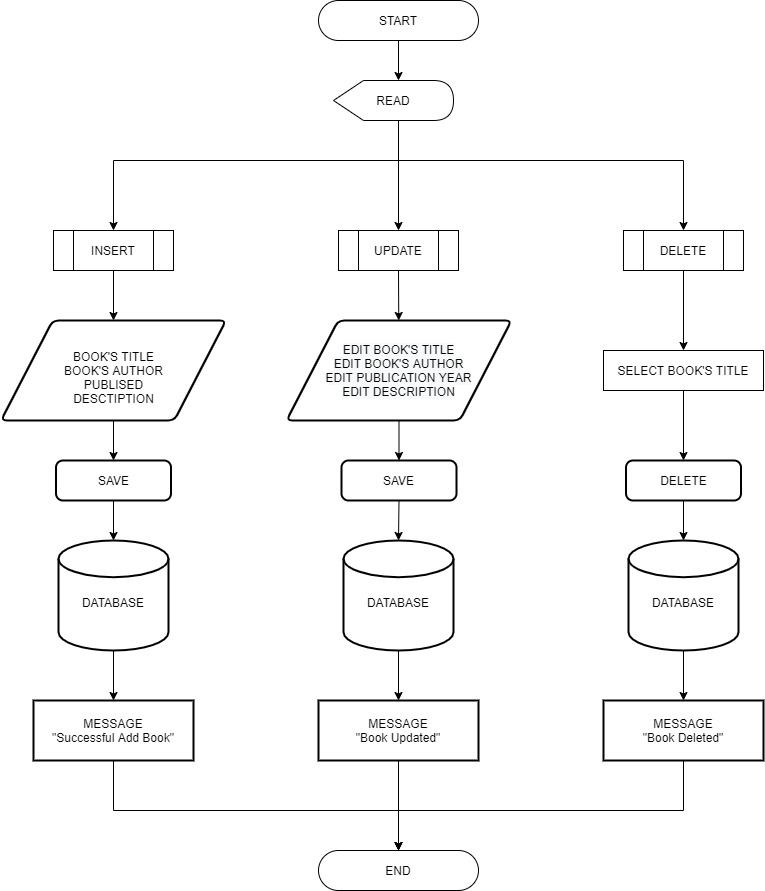 START
READ
INSERT
UPDATE
DELETE
BOOK'S TITLE
BOOK'S AUTHOR
PUBLISED
DESCTIPTION
EDIT BOOK'S TITLE
EDIT BOOK'S AUTHOR
EDIT PUBLICATION YEAR
EDIT DESCRIPTION
SELECT BOOK'S TITLE
SAVE
SAVE
DELETE
DATABASE
DATABASE
DATABASE
MESSAGE
"Successful Add Book"
MESSAGE
"Book Updated"
MESSAGE
"Book Deleted"
END